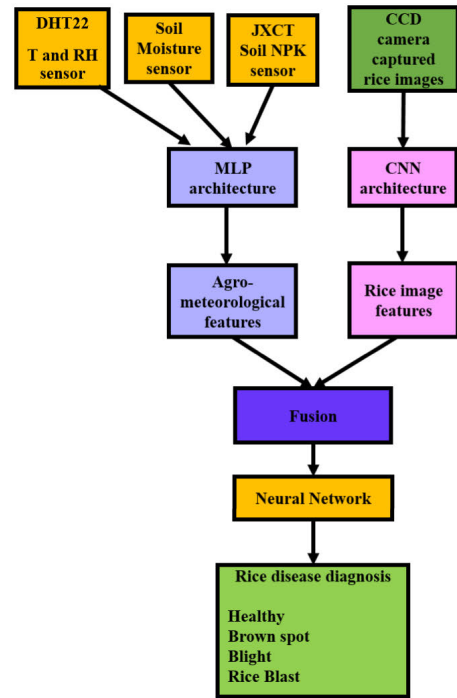 DHT22
T and RH
sensor
Soil
Moisture
sensor
JXCT
Soil NPK
sensor
CCD
camera
captured
rice images
MLP
architecture
CNN
architecture
Agro-
meteorological
features
Rice image
features
Fusion
Neural Network
Rice disease diagnosis
Healthy
Brown spot
Blight
Rice Blast